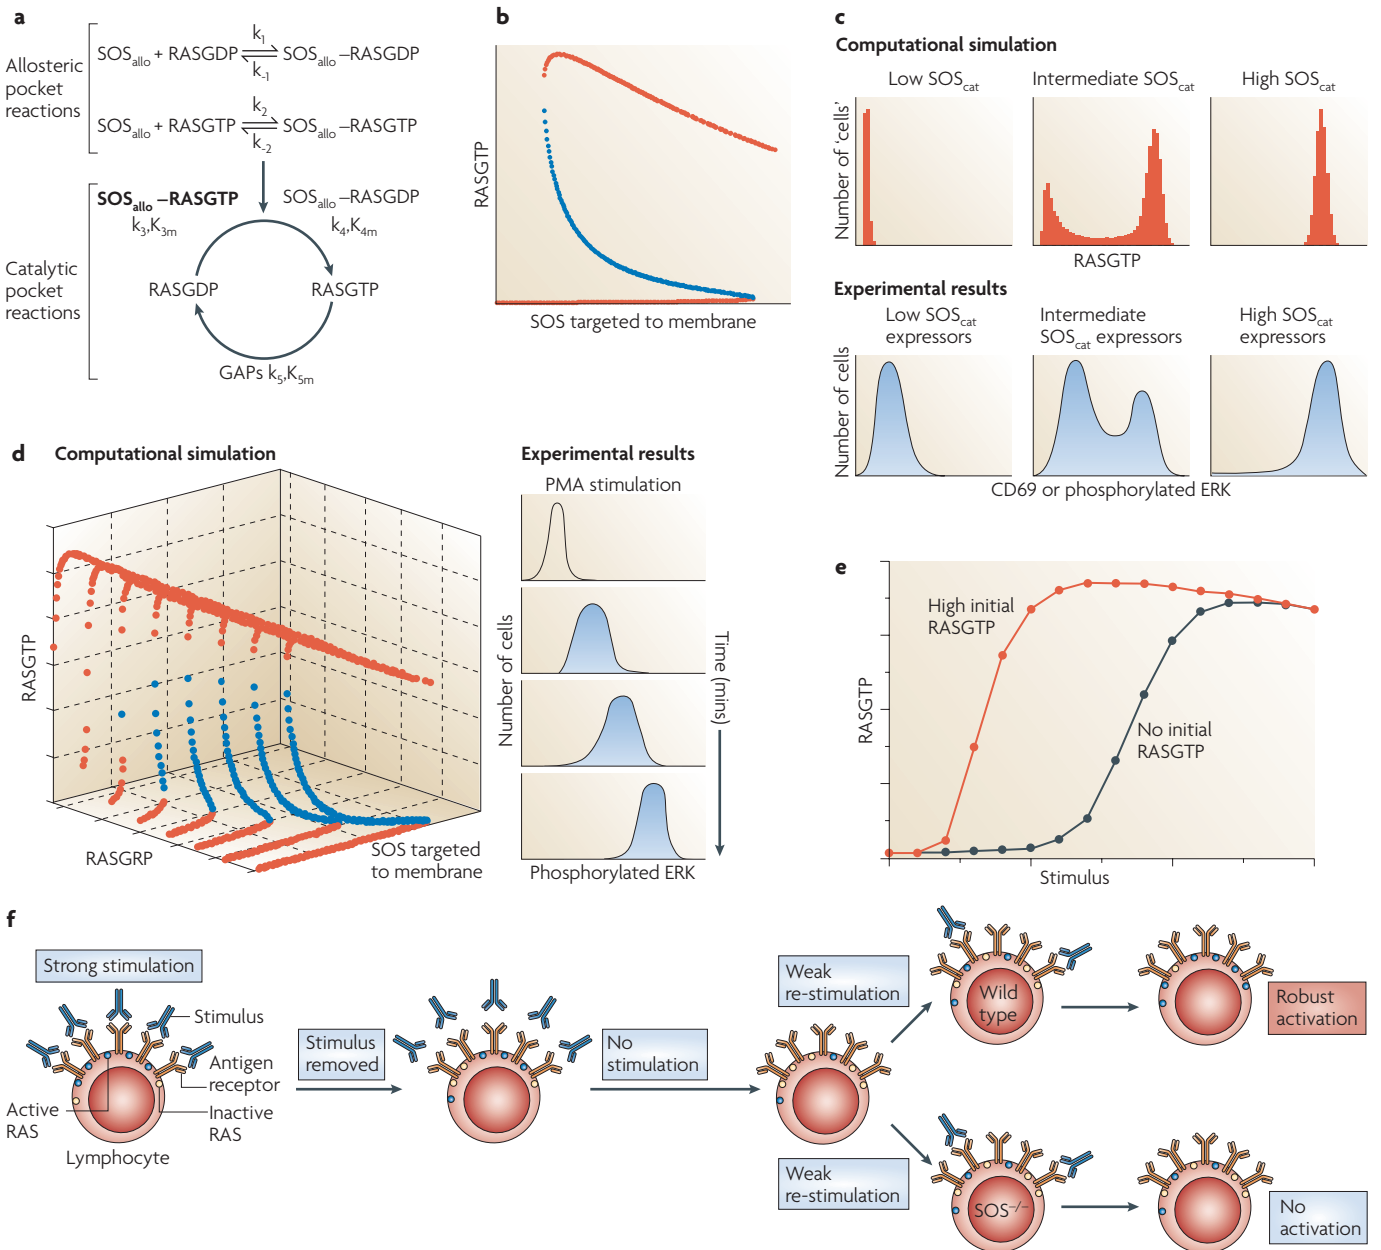 a
Allosteric
pocket
reactions
SOSallo + RASGDP k1 k-1 SOSallo –RASGDP
SOSallo + RASGTP k2 k-2 SOSallo –RASGTP
Catalytic
pocket
reactions
SOSallo –RASGTP
k3,K3m
SOSallo –RASGDP
k4,K4m
RASGDP
RASGTP
GAPs k5,K5m
b
RASGTP
SOS targeted to membrane
c
Computational simulation
Low SOScat
Intermediate SOScat
High SOScat
Number of ‘cells’
RASGTP
Experimental results
Low SOScat
expressors
Intermediate
SOScat expressors
High SOScat
expressors
Number of cells
CD69 or phosphorylated ERK
d
Computational simulation
RASGTP
RASGRP
SOS targeted
to membrane
Experimental results
PMA stimulation
Number of cells
Time (mins)
Phosphorylated ERK
e
High initial
RASGTP
No initial
RASGTP
RASGTP
Stimulus
f
Strong stimulation
Stimulus
Antigen
receptor
Active
RAS
Inactive
RAS
Lymphocyte
Stimulus
removed
No
stimulation
Weak
re-stimulation
Wild
type
Robust
activation
Weak
re-stimulation
SOS–/–
No
activation